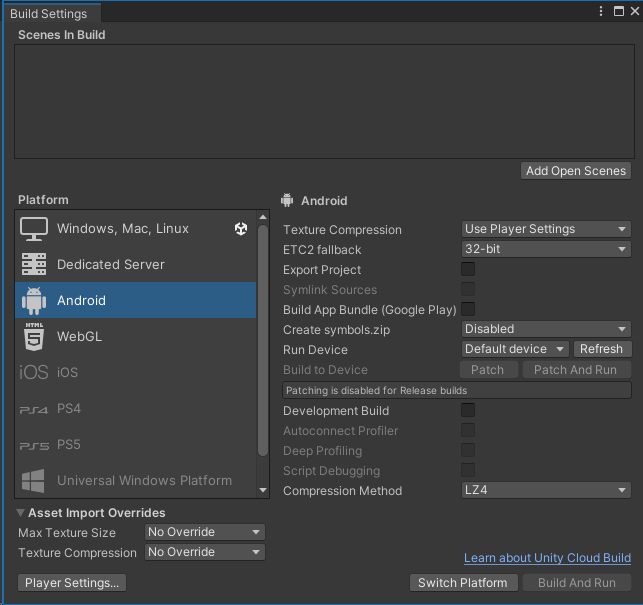 Build Settings
Scenes In Build
Add Open Scenes
Platform
Windows, Mac, Linux
Dedicated Server
Android
HTML 5 WebGL
iOS iOS
PS4 PS4
PS5 PS5
Universal Windows Platform
Android
Texture Compression Use Player Settings
ETC2 fallback 32-bit
Export Project
Symlink Sources
Build App Bundle (Google Play)
Create symbols.zip Disabled
Run Device Default device Refresh
Build to Device Patch Patch And Run
Patching is disabled for Release builds
Development Build
Autoconnect Profiler
Deep Profiling
Script Debugging
Compression Method LZ4
Asset Import Overrides
Max Texture Size No Override
Texture Compression No Override
Learn about Unity Cloud Build
Player Settings... Switch Platform Build And Run